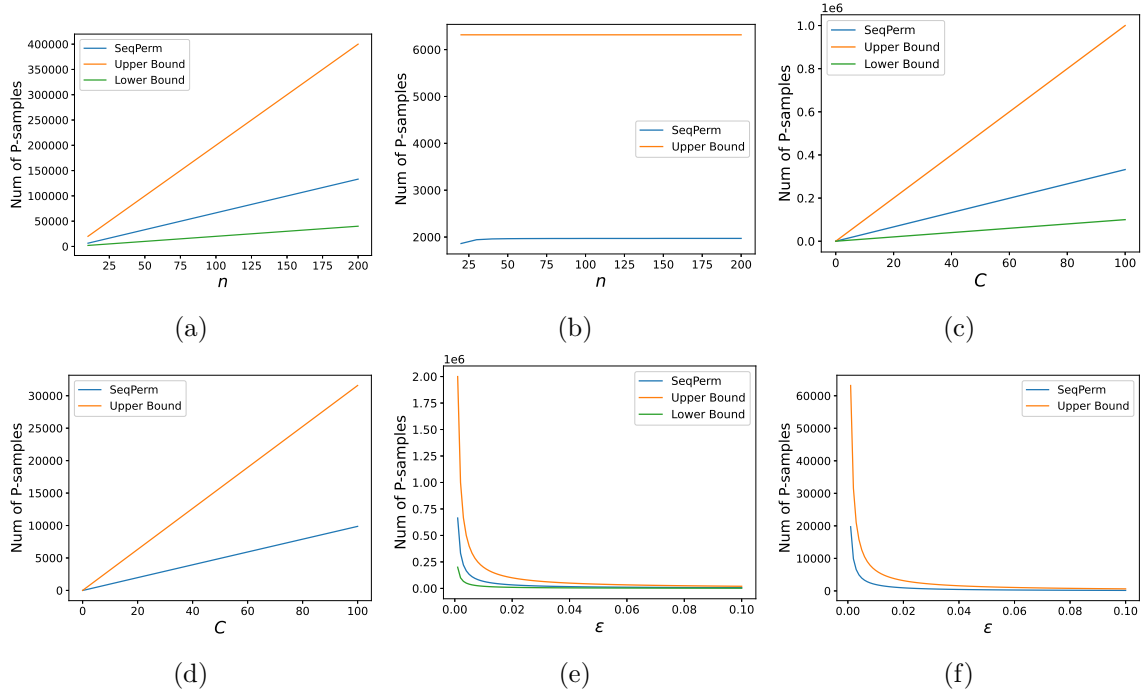 400000
350000
300000
250000
200000
150000
100000
50000
0
Num of P-samples
SeqPerm
Upper Bound
Lower Bound
25 50 75 100 125 150 175 200
n
(a)
6000
5000
4000
3000
2000
Num of P-samples
SeqPerm
Upper Bound
25 50 75 100 125 150 175 200
n
(b)
1e6
1.0
0.8
0.6
0.4
0.2
0.0
Num of P-samples
SeqPerm
Upper Bound
Lower Bound
0 20 40 60 80 100
C
(c)
30000
25000
20000
15000
10000
5000
0
Num of P-samples
SeqPerm
Upper Bound
0 20 40 60 80 100
C
(d)
1e6
2.00
1.75
1.50
1.25
1.00
0.75
0.50
0.25
0.00
Num of P-samples
SeqPerm
Upper Bound
Lower Bound
0.00 0.02 0.04 0.06 0.08 0.10
ε
(e)
60000
50000
40000
30000
20000
10000
0
Num of P-samples
SeqPerm
Upper Bound
0.00 0.02 0.04 0.06 0.08 0.10
ε
(f)